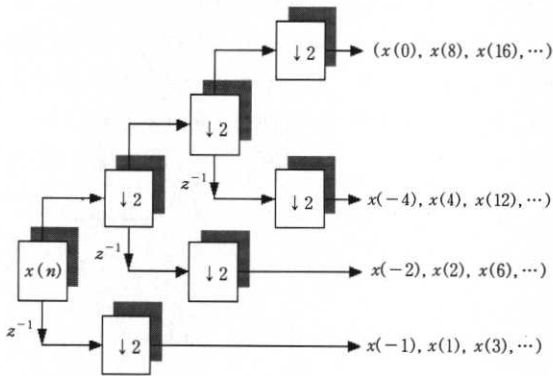 ↓2 (x(0), x(8), x(16),⋯)
↓2
z⁻¹
↓2
↓2 x(−4), x(4), x(12),⋯)
z⁻¹
x(n)
↓2 x(−2), x(2), x(6),⋯)
z⁻¹
↓2 x(−1), x(1), x(3),⋯)